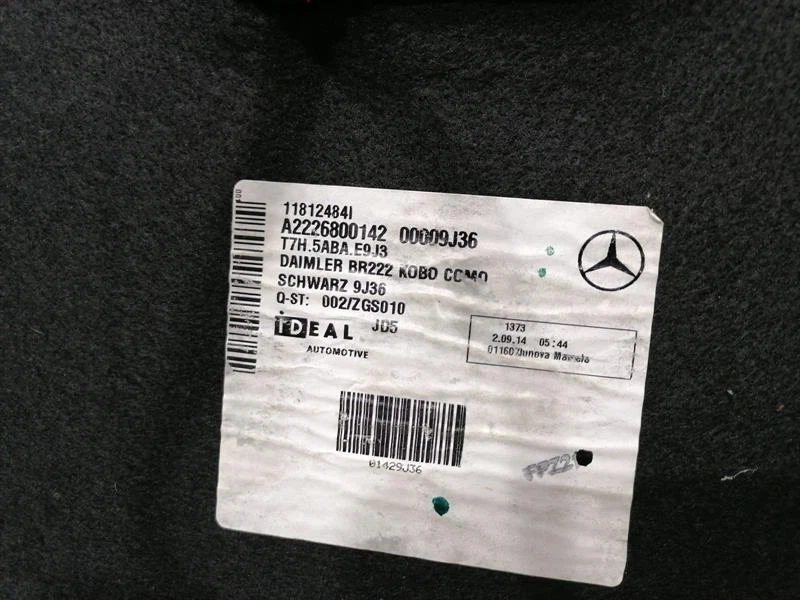 11812484I
A2226800142 00009J36
T7H.5ABA.E9J3
DAIMLER BR222 KOBO
SCHWARZ 9J36
Q-ST: 002/ZGS010
iDEAL JD5
AUTOMOTIVE
1373
2.09.14 05:44
01160
01429J36